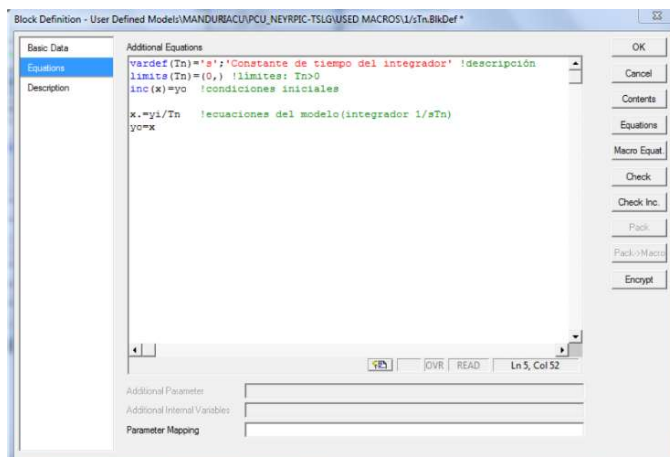 Block Definition - User Defined Models\MANDURIACU\PCU_NEYRPIC-TSLG\USED MACROS\1/sTn.BlkDef *
Basic Data
Equations
Description
Additional Equations
vardef(Tn)='s';'Constante de tiempo del integrador' !descripción
limits(Tn)=(0,) !límites: Tn>0
inc(x)=yo !condiciones iniciales
x.=yi/Tn !ecuaciones del modelo(integrador 1/sTn)
yo=x
OVR READ Ln 5, Col 52
Additional Parameter
Additional Internal Variables
Parameter Mapping
OK
Cancel
Contents
Equations
Macro Equat.
Check
Check Inc.
Pack
Pack->Macro
Encrypt